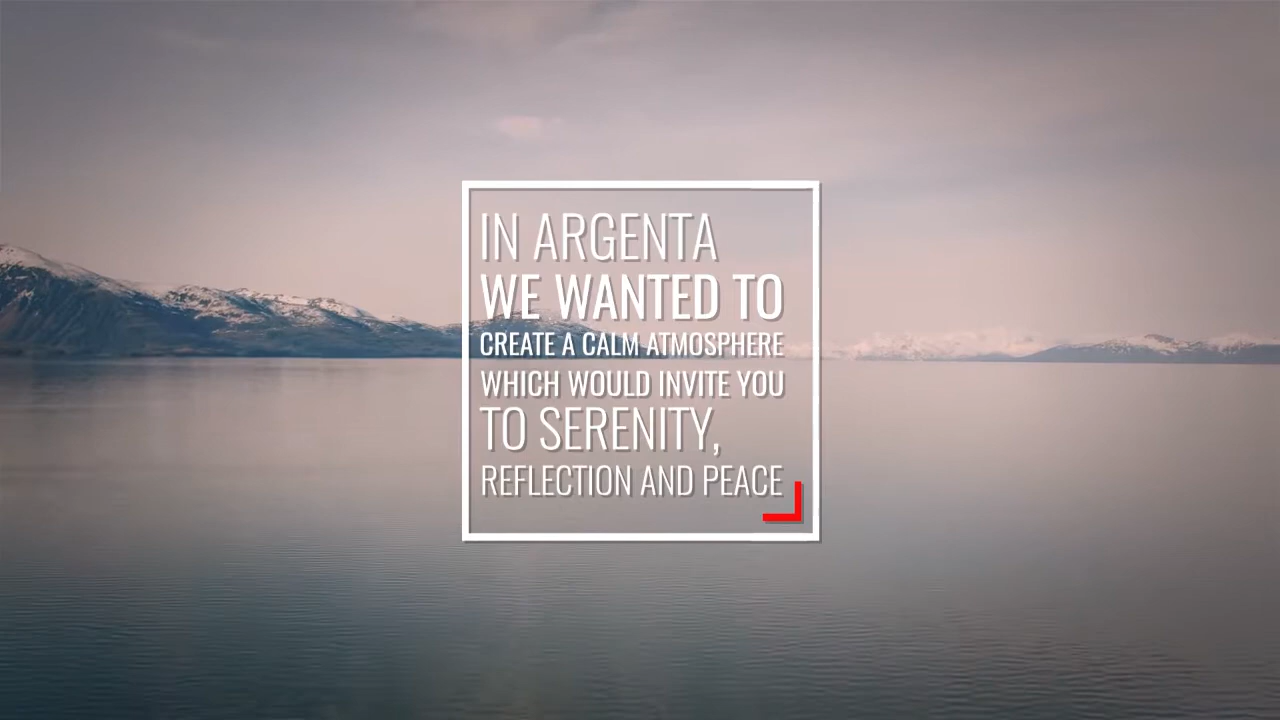 IN ARGENTA
WE WANTED TO
CREATE A CALM ATMOSPHERE
WHICH WOULD INVITE YOU
TO SERENITY,
REFLECTION AND PEACE